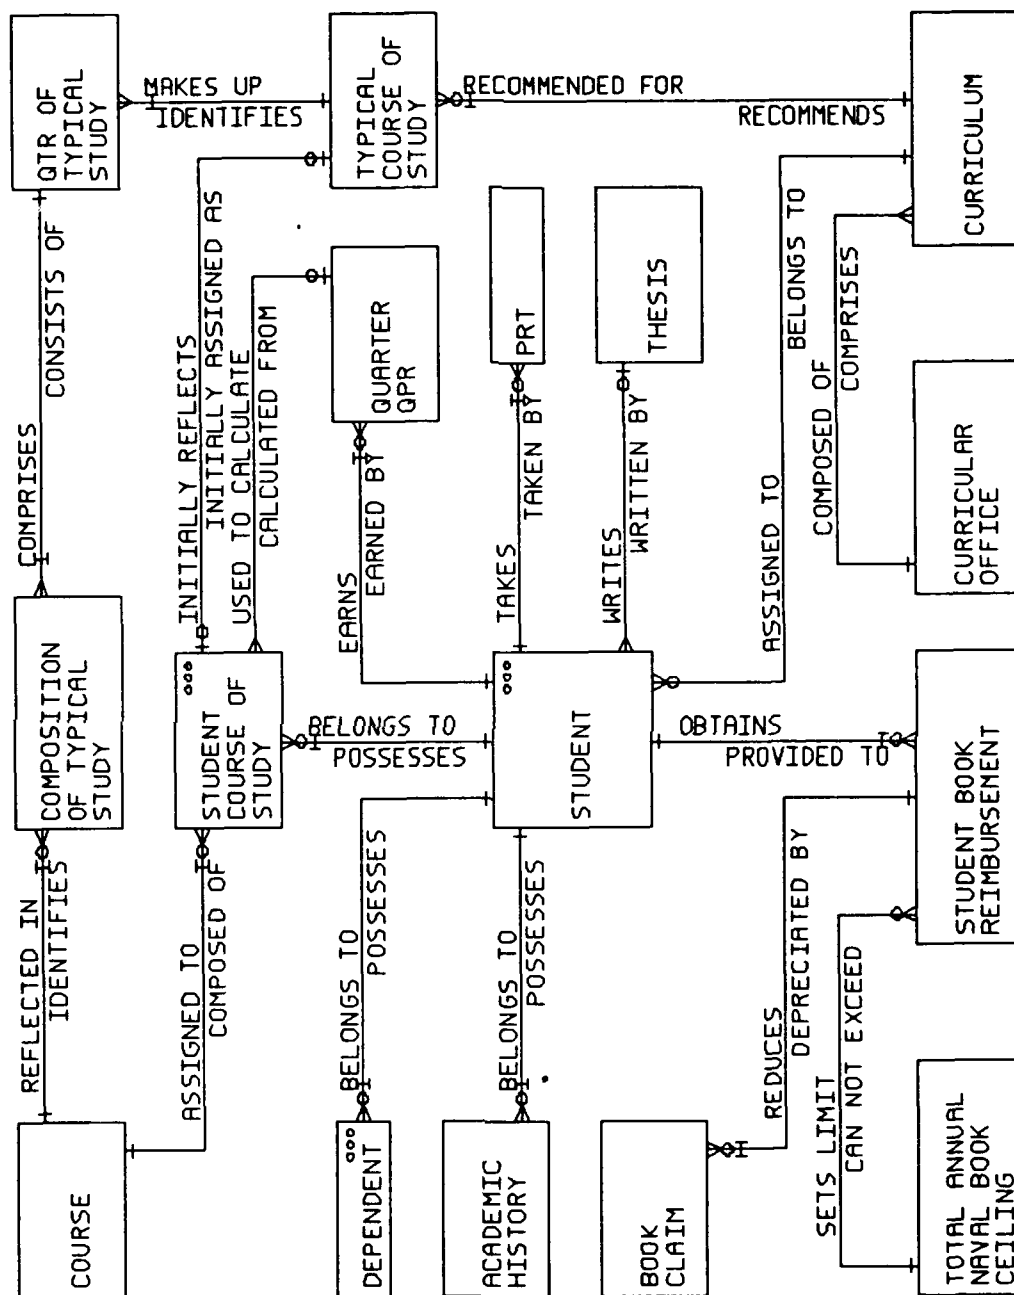 QTR OF
TYPICAL
STUDY
MAKES UP
IDENTIFIES
TYPICAL
COURSE OF
STUDY
RECOMMENDED FOR
RECOMMENDS
CURRICULUM
CONSISTS OF
COMPRISES
INITIALLY REFLECTS
INITIALLY ASSIGNED AS
USED TO CALCULATE
CALCULATED FROM
QUARTER
QPR
PRT
THESIS
BELONGS TO
ASSIGNED TO
COMPOSED OF
COMPRISES
CURRICULAR
OFFICE
EARNS
EARNED BY
TAKES
TAKEN BY
WRITES
WRITTEN BY
COMPOSITION
OF TYPICAL
STUDY
STUDENT
COURSE OF
STUDY
BELONGS TO
POSSESSES
STUDENT
OBTAINS
PROVIDED TO
STUDENT BOOK
REIMBURSEMENT
REFLECTED IN
IDENTIFIES
ASSIGNED TO
COMPOSED OF
BELONGS TO
POSSESSES
BELONGS TO
POSSESSES
REDUCES
DEPRECIATED BY
SETS LIMIT
CAN NOT EXCEED
COURSE
DEPENDENT
ACADEMIC
HISTORY
BOOK
CLAIM
TOTAL ANNUAL
NAVAL BOOK
CEILING